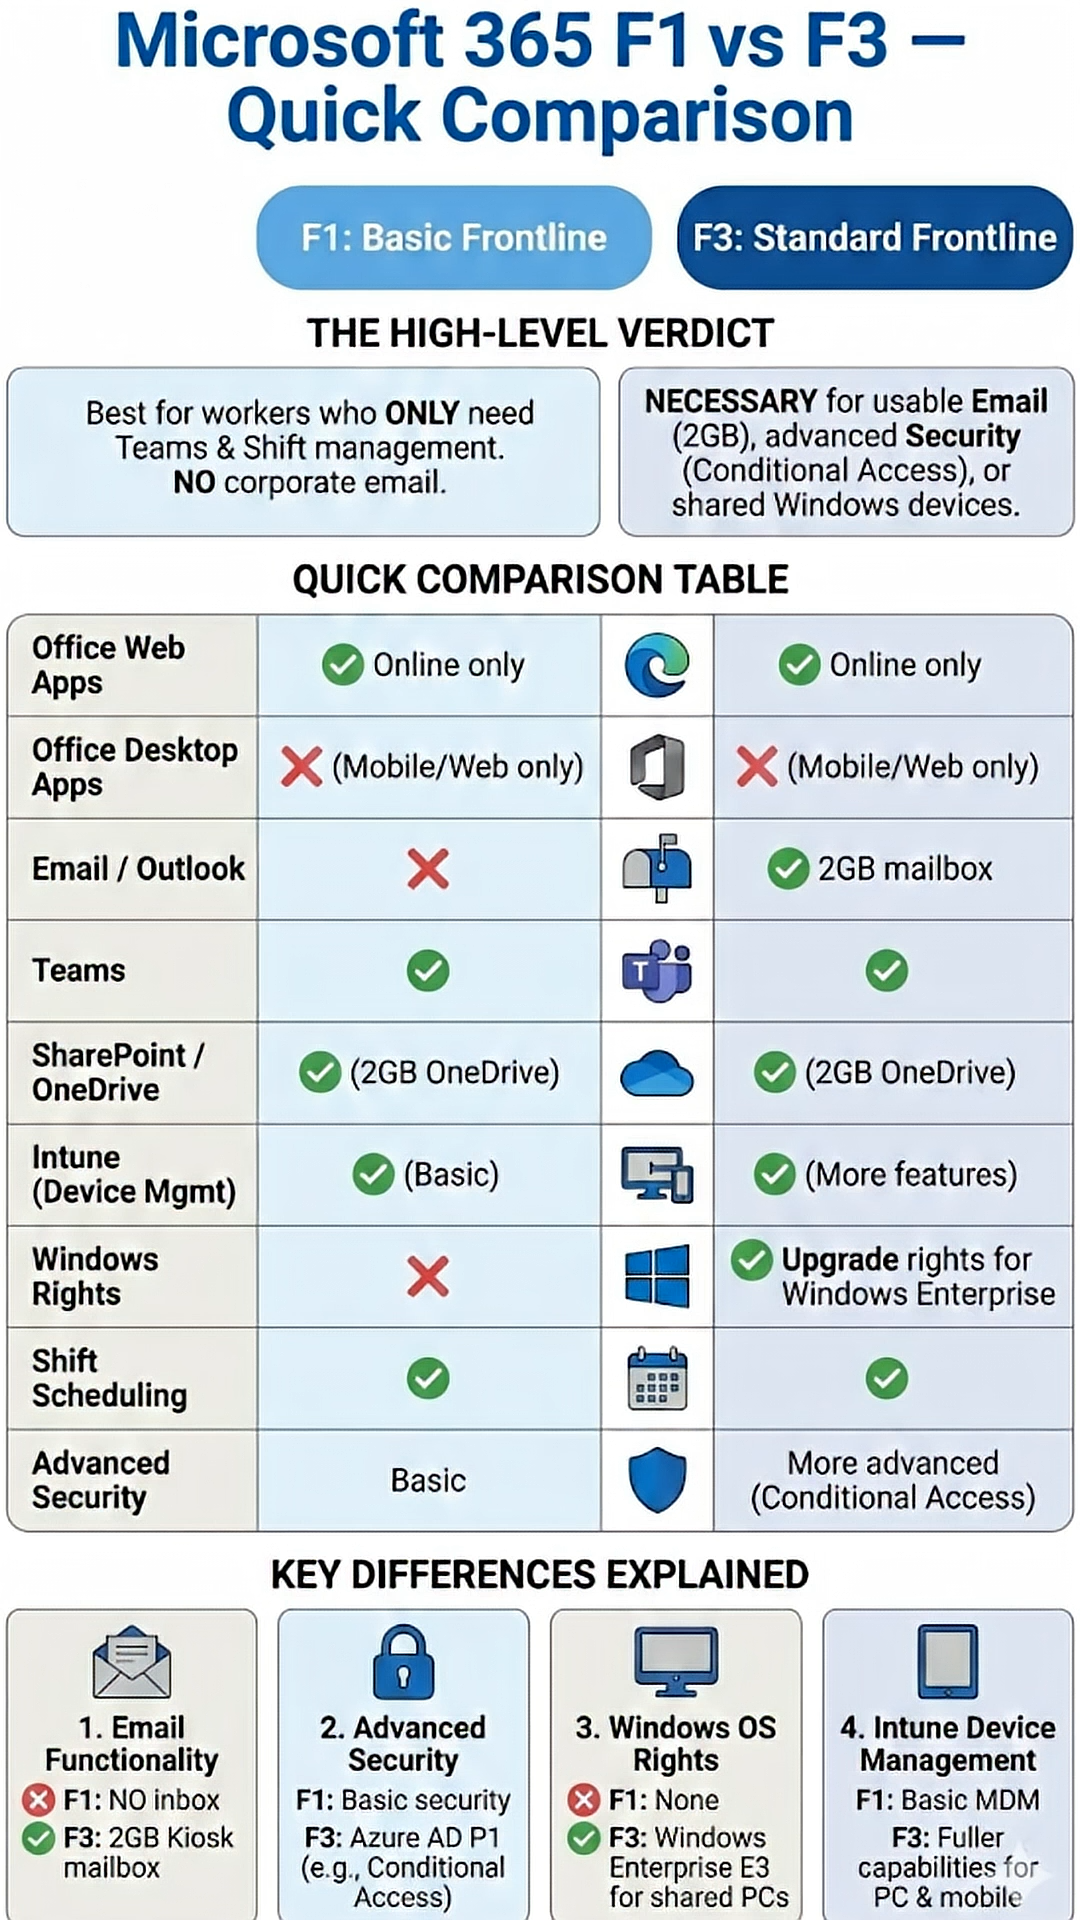 Microsoft 365 F1 vs F3 —
Quick Comparison
F1: Basic Frontline
F3: Standard Frontline
THE HIGH-LEVEL VERDICT
Best for workers who ONLY need
Teams & Shift management.
NO corporate email.
NECESSARY for usable Email
(2GB), advanced Security
(Conditional Access), or
shared Windows devices.
QUICK COMPARISON TABLE
Office Web
Apps
Online only
Online only
Office Desktop
Apps
(Mobile/Web only)
(Mobile/Web only)
Email / Outlook
2GB mailbox
Teams
T
SharePoint /
OneDrive
(2GB OneDrive)
(2GB OneDrive)
Intune
(Device Mgmt)
(Basic)
(More features)
Windows
Rights
Upgrade rights for
Windows Enterprise
Shift
Scheduling
Advanced
Security
Basic
More advanced
(Conditional Access)
KEY DIFFERENCES EXPLAINED
1. Email
Functionality
F1: NO inbox
F3: 2GB Kiosk
mailbox
2. Advanced
Security
F1: Basic security
F3: Azure AD P1
(e.g., Conditional
Access)
3. Windows OS
Rights
F1: None
F3: Windows
Enterprise E3
for shared PCs
4. Intune Device
Management
F1: Basic MDM
F3: Fuller
capabilities for
PC & mobile